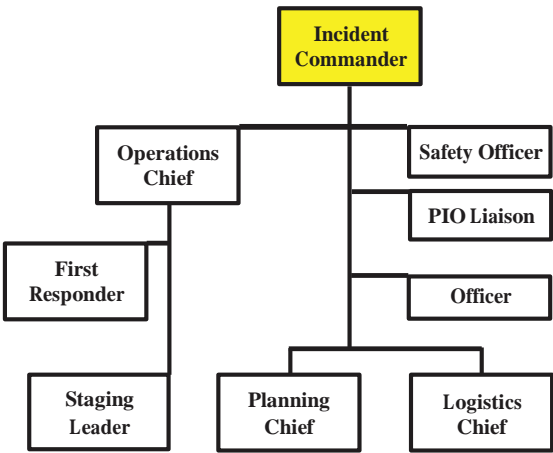 Incident
Commander
Operations
Chief
Safety Officer
PIO Liaison
First
Responder
Officer
Staging
Leader
Planning
Chief
Logistics
Chief